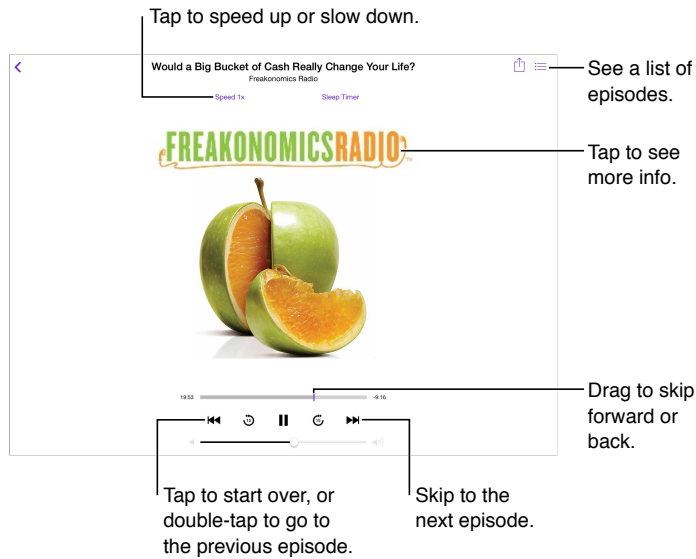 Tap to speed up or slow down.
Would a Big Bucket of Cash Really Change Your Life?
Freakonomics Radio
Speed 1x
Sleep Timer
See a list of
episodes.
FREAKONOMICSRADIO™
Tap to see
more info.
19:53
-9:16
Drag to skip
forward or
back.
15
15
Tap to start over, or
double-tap to go to
the previous episode.
Skip to the
next episode.